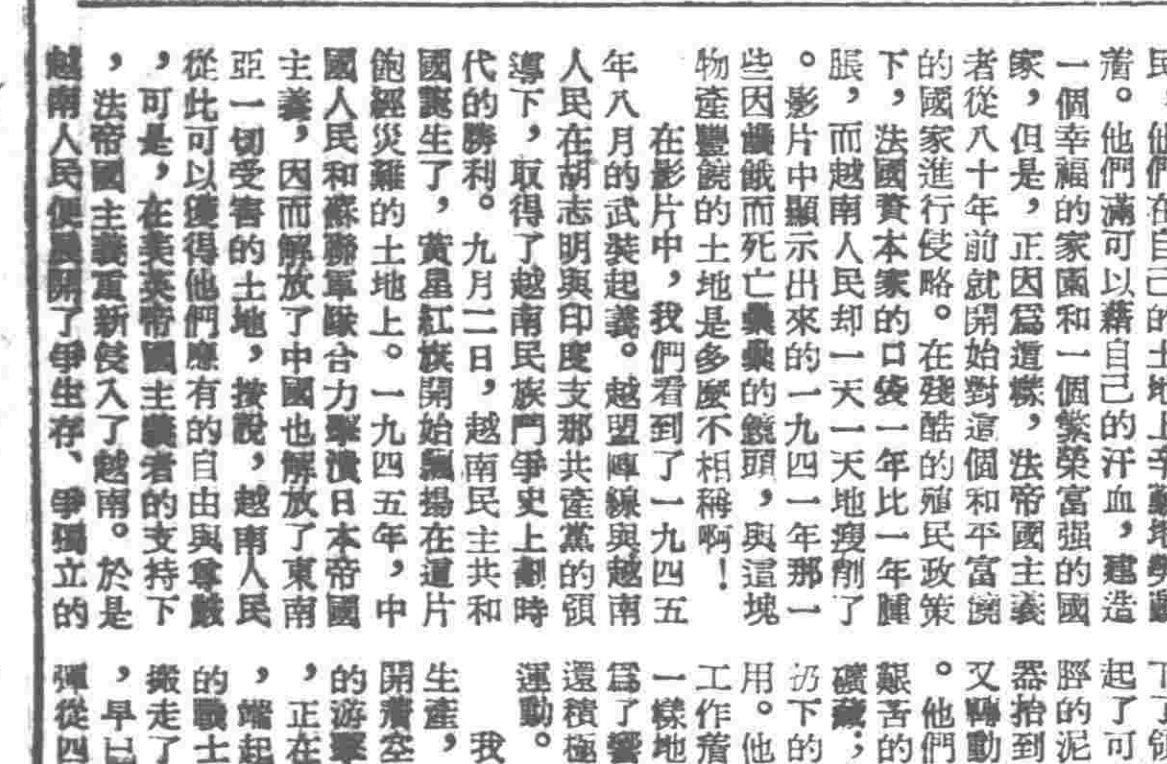 民，他們在自己的土地上辛勤地勞
着。他們滿可以藉自己的汗血，建造
一個幸福的家園和一個繁榮富强的國
家，但是，正因爲這樣，法帝國主義
者從八十年前就開始對這個和平富饒
的國家進行侵略。在殘酷的殖民政策
下，法國資本家的口袋一年比一年腫
脹，而越南人民却一天一天地瘦削了
。影片中顯示出來的一九四一年那一
些因饑餓而死亡纍纍的鏡頭，與這塊
物產豐饒的土地是多麼不相稱啊！
在影片中，我們看到了一九四五
年八月的武裝起義。越盟陣線與越南
人民在胡志明與印度支那共產黨的領
導下，取得了越南民族鬥爭史上劃時
代的勝利。九月二日，越南民主共和
國誕生了，黃星紅旗開始飄揚在這片
飽經災難的土地上。一九四五年，中
國人民和蘇聯軍隊合力擊潰日本帝國
主義，因而解放了中國也解放了東南
亞一切受害的土地，按說，越南人民
從此可以獲得他們應有的自由與尊嚴
，可是，在美英帝國主義者的支持下
，法帝國主義重新侵入了越南。於是
越南人民便展開了爭生存、爭獨立的
下了
起了可
脛的泥
器抬到
又轉動
。他們
艱苦的
礦藏；
扔下的
用。他
工作着
一樣地
爲了響
還積極
運動。
我
生產，
開着空
的游擊
，正在
，端起
的戰士
搬走了
，早已
彈從四